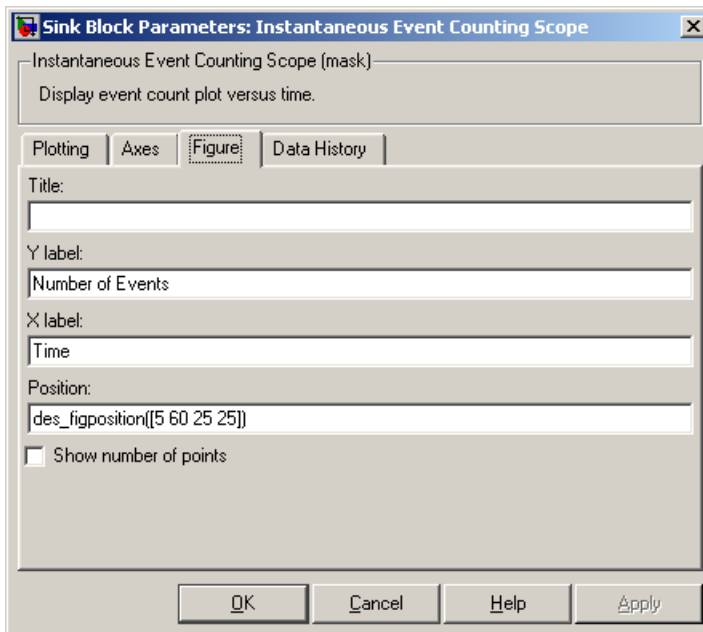 Sink Block Parameters: Instantaneous Event Counting Scope
Instantaneous Event Counting Scope (mask)
Display event count plot versus time.
Plotting Axes Figure Data History
Title:
Y label:
Number of Events
X label:
Time
Position:
des_figposition([5 60 25 25])
Show number of points
OK Cancel Help Apply